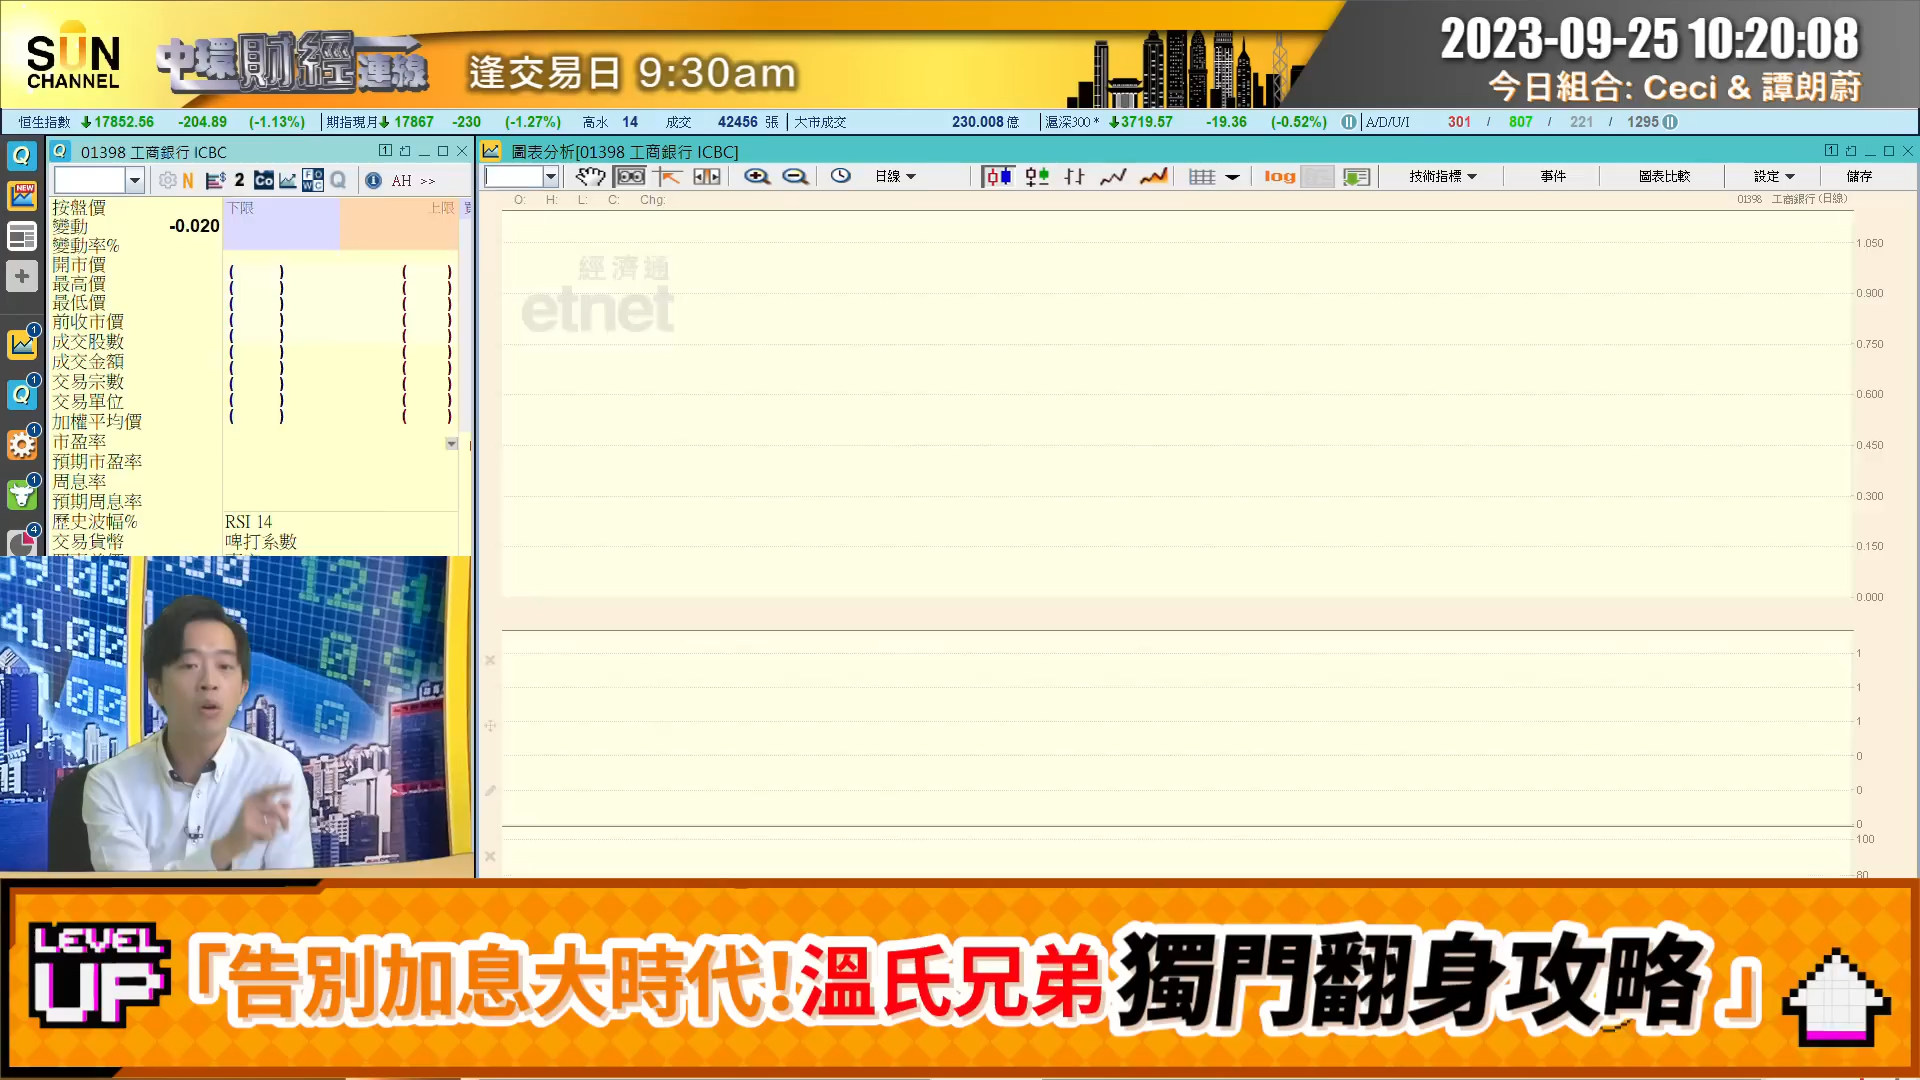 SUN
CHANNEL
中環財經連線
逢交易日 9:30am
2023-09-25 10:20:08
今日組合: Ceci & 譚朗蔚
恒生指數 17852.56 -204.89 (-1.13%) 期指現月 17867 -230 (-1.27%) 高水 14 成交 42456 張 大市成交 230.008 億 滬深300* 3719.57 -19.36 (-0.52%) A/D/U/I 301 / 807 / 221 / 1295
01398 工商銀行 ICBC
圖表分析[01398 工商銀行 ICBC]
N 2 AH >>
日線 log 技術指標 事件 圖表比較 設定 儲存
O: H: L: C: Chg:
01398 工商銀行 (日線)
按盤價
下限 上限
變動 -0.020
變動率%
開市價
最高價
最低價
前收市價
成交股數
成交金額
交易宗數
交易單位
加權平均價
市盈率
預期市盈率
周息率
預期周息率
歷史波幅%
RSI 14
交易貨幣
啤打系數
經濟通
etnet
1.050
0.900
0.750
0.600
0.450
0.300
0.150
0.000
1
1
1
0
0
0
100
80
LEVEL
UP
「告別加息大時代!溫氏兄弟 獨門翻身攻略」